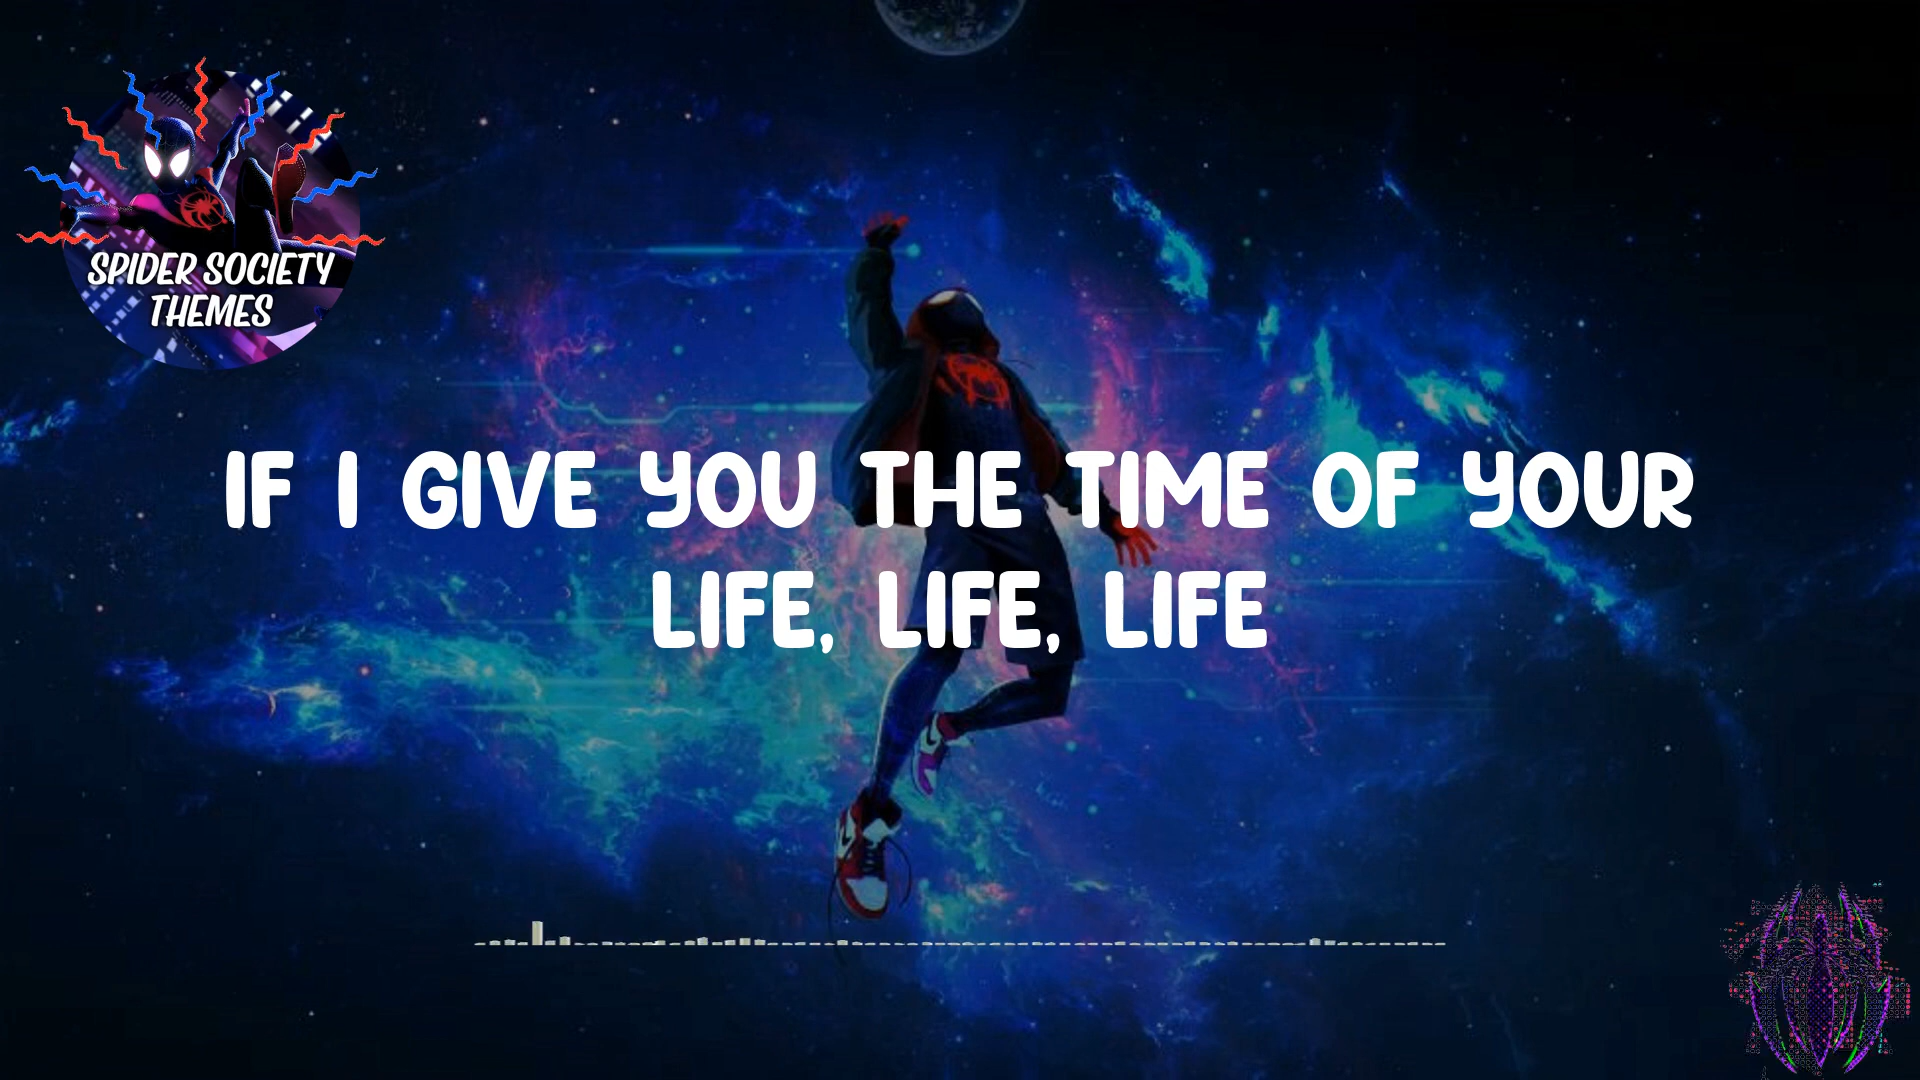 SPIDER SOCIETY
THEMES
IF I GIVE YOU THE TIME OF YOUR
LIFE, LIFE, LIFE